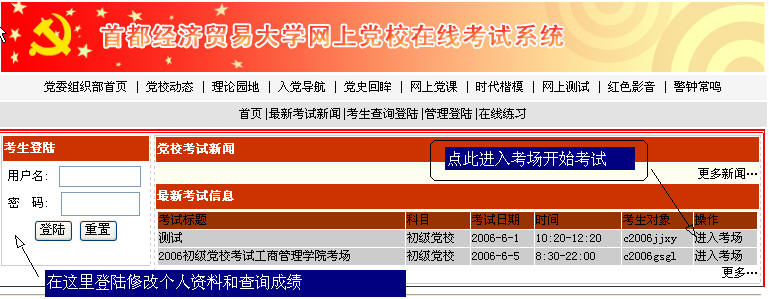 首都经济贸易大学网上党校在线考试系统
党委组织部首页 | 党校动态 | 理论园地 | 入党导航 | 党史回眸 | 网上党课 | 时代楷模 | 网上测试 | 红色影音 | 警钟常鸣
首页 |最新考试新闻|考生查询登陆|管理登陆|在线练习
考生登陆
用户名:
密 码:
登陆 重置
在这里登陆修改个人资料和查询成绩
党校考试新闻
点此进入考场开始考试
更多新闻…
最新考试信息
考试标题 科目 考试日期 时间 考生对象 操作
测试 初级党校 2006-6-1 10:20-12:20 c2006jjxy 进入考场
2006初级党校考试工商管理学院考场 初级党校 2006-6-5 8:30-22:00 c2006gsgl 进入考场
更多…